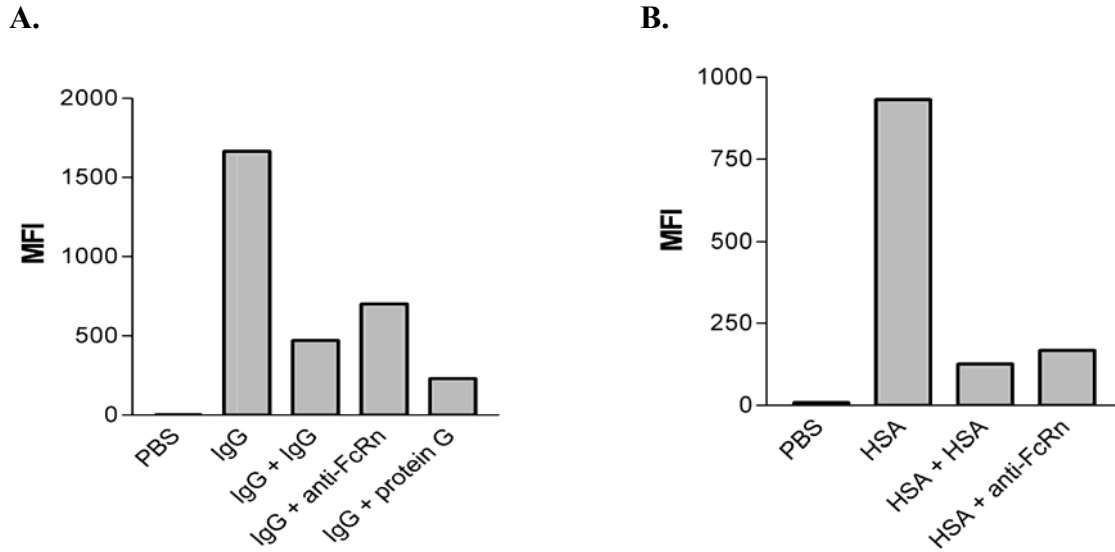 A.
B.
MFI
2000
1500
1000
500
0
PBS
IgG
IgG + IgG
IgG + anti-FcRn
IgG + protein G
MFI
1000
750
500
250
0
PBS
HSA
HSA + HSA
HSA + anti-FcRn